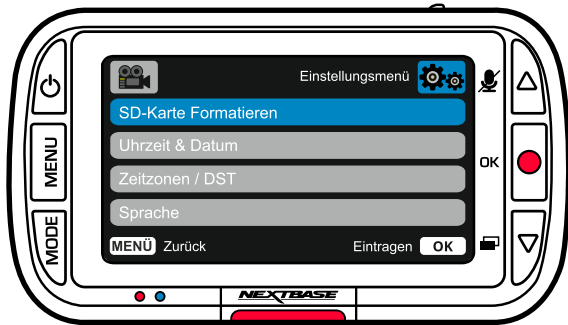 Einstellungsmenü
SD-Karte Formatieren
Uhrzeit & Datum
Zeitzonen / DST
Sprache
MENÜ Zurück Eintragen OK
MENU
MODE
OK
NEXTBASE